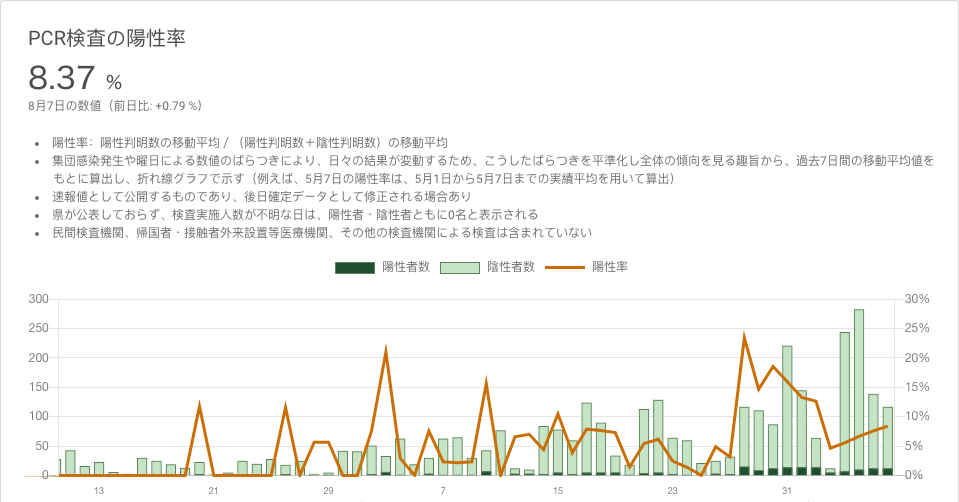 PCR検査の陽性率
8.37 %
8月7日の数値（前日比: +0.79 %）
• 陽性率：陽性判明数の移動平均 / （陽性判明数＋陰性判明数）の移動平均
• 集団感染発生や曜日による数値のばらつきにより、日々の結果が変動するため、こうしたばらつきを平準化し全体の傾向を見る趣旨から、過去7日間の移動平均値を
もとに算出し、折れ線グラフで示す（例えば、5月7日の陽性率は、5月1日から5月7日までの実績平均を用いて算出）
• 速報値として公開するものであり、後日確定データとして修正される場合あり
• 県が公表しておらず、検査実施人数が不明な日は、陽性者・陰性者ともに0名と表示される
• 民間検査機関、帰国者・接触者外来設置等医療機関、その他の検査機関による検査は含まれていない
陽性者数 陰性者数 陽性率
300 30%
250 25%
200 20%
150 15%
100 10%
50 5%
0 0%
13 21 29 7 15 23 31